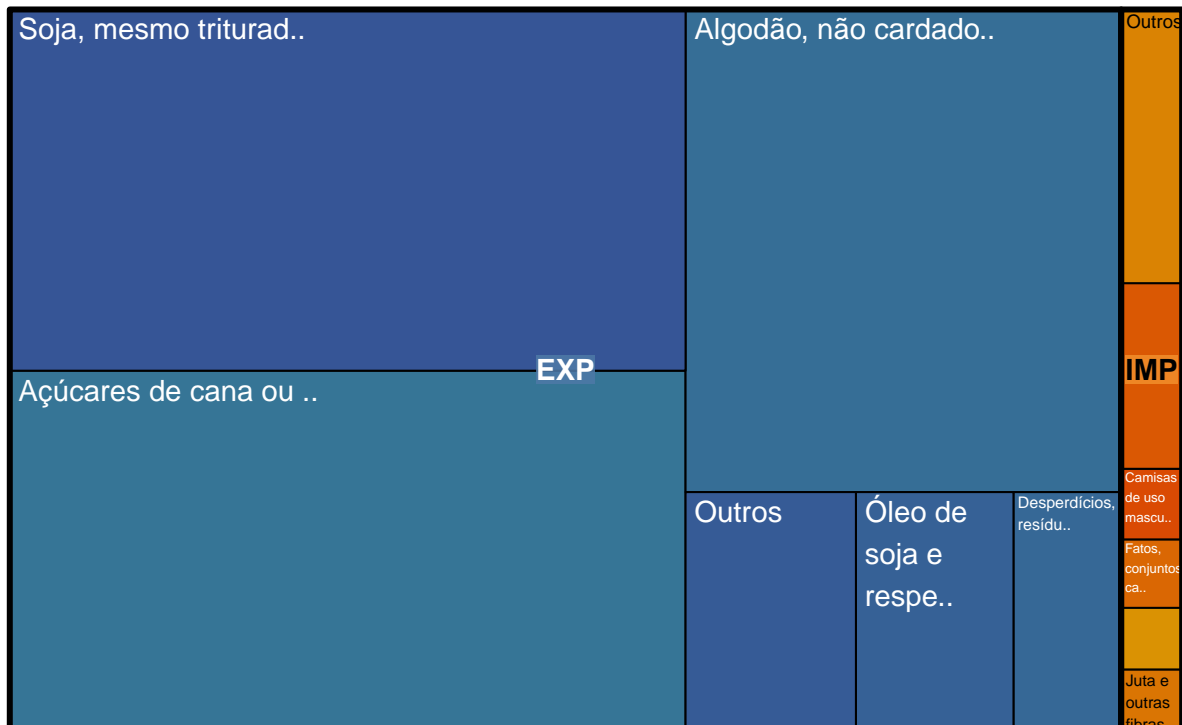 Soja, mesmo triturad..
Açúcares de cana ou ..
EXP
Algodão, não cardado..
Outros
Óleo de
soja e
respe..
Desperdícios,
resídu..
Outros
IMP
Camisas
de uso
mascu..
Fatos,
conjuntos
ca..
Juta e
outras
fibras